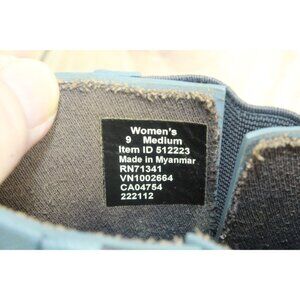 Women's
9 Medium
Item ID 512223
Made in Myanmar
RN71341
VN1002664
CA04754
222112